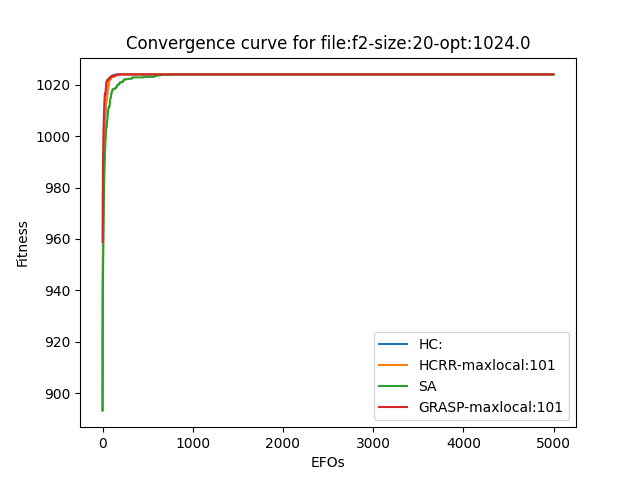 Convergence curve for file:f2-size:20-opt:1024.0
1020
1000
980
960
940
920
900
Fitness
HC:
HCRR-maxlocal:101
SA
GRASP-maxlocal:101
0 1000 2000 3000 4000 5000
EFOs